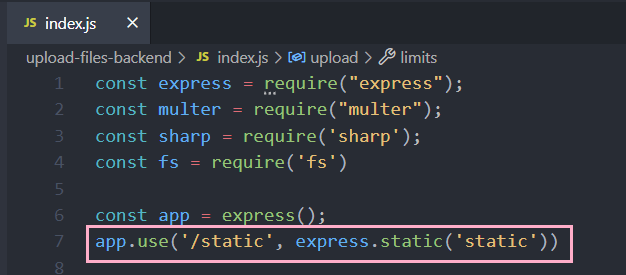 JS index.js ×
upload-files-backend > JS index.js > upload > limits
1 const express = require("express");
2 const multer = require("multer");
3 const sharp = require('sharp');
4 const fs = require('fs')
5
6 const app = express();
7 app.use('/static', express.static('static'))
8